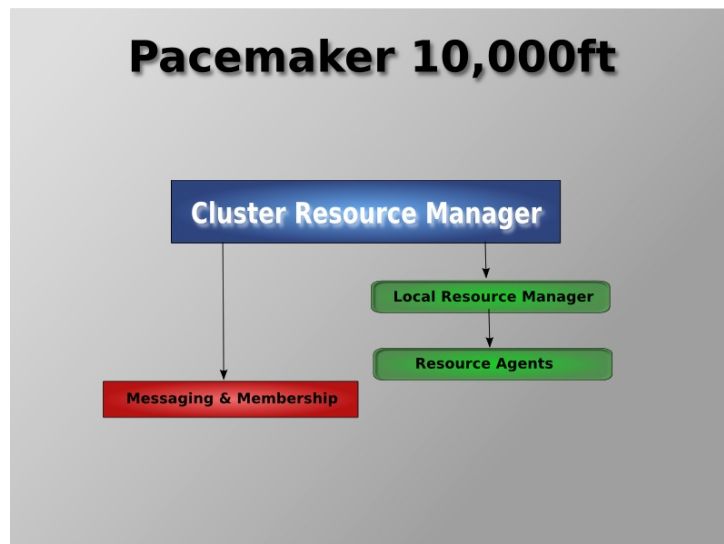 Pacemaker 10,000ft
Cluster Resource Manager
Local Resource Manager
Resource Agents
Messaging & Membership